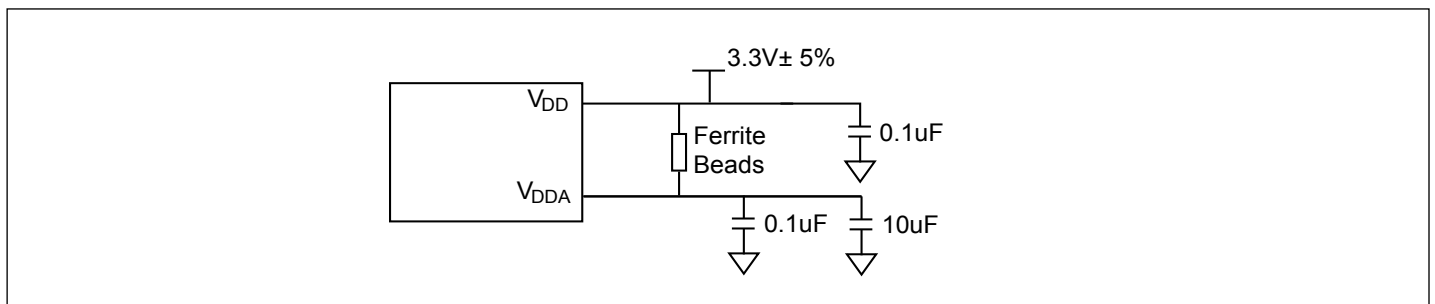 3.3V± 5%
VDD
0.1uF
Ferrite
Beads
VDDA
0.1uF
10uF